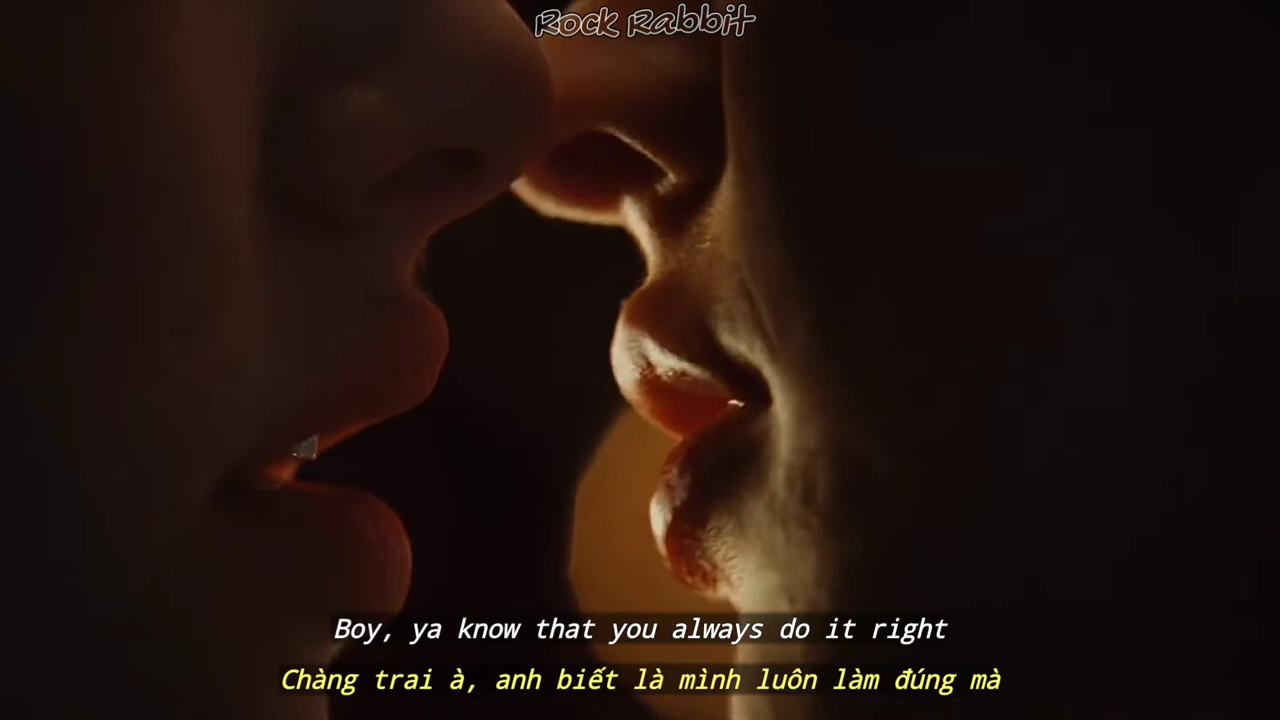 Rock Rabbit
Boy, ya know that you always do it right
Chàng trai à, anh biết là mình luôn làm đúng mà